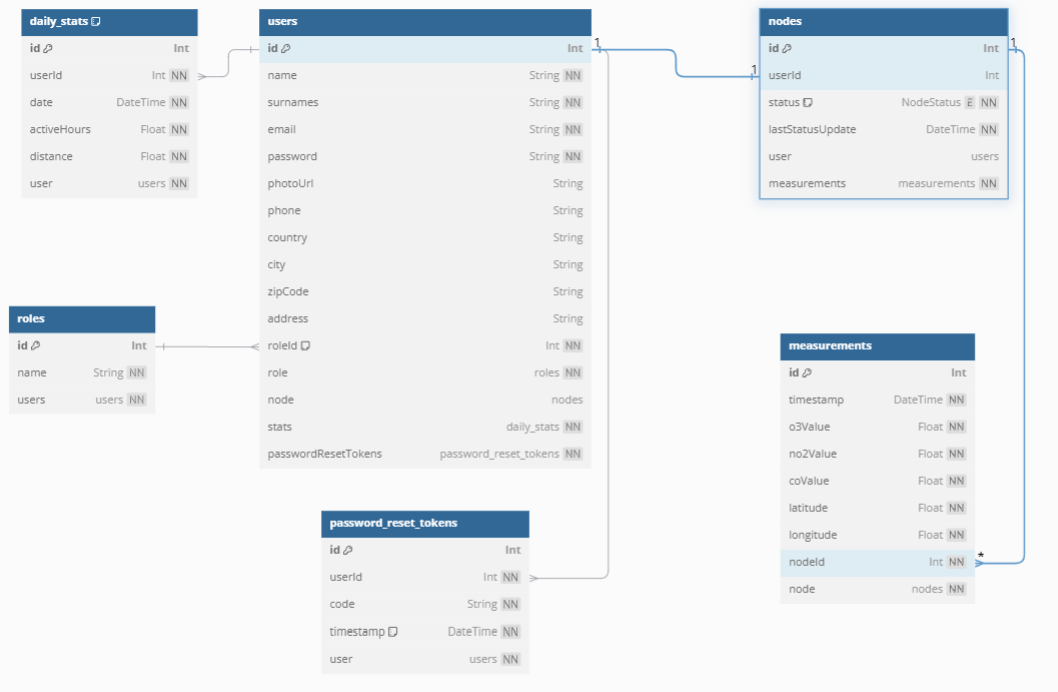 daily_stats
id Int
userId Int NN
date DateTime NN
activeHours Float NN
distance Float NN
user users NN
users
id Int
name String NN
surnames String NN
email String NN
password String NN
photoUrl String
phone String
country String
city String
zipCode String
address String
roleId Int NN
role roles NN
node nodes
stats daily_stats NN
passwordResetTokens password_reset_tokens NN
1
1
nodes
id Int
userId Int
status NodeStatus E NN
lastStatusUpdate DateTime NN
user users
measurements measurements NN
1
roles
id Int
name String NN
users users NN
measurements
id Int
timestamp DateTime NN
o3Value Float NN
no2Value Float NN
coValue Float NN
latitude Float NN
longitude Float NN
nodeId Int NN
node nodes NN
*
password_reset_tokens
id Int
userId Int NN
code String NN
timestamp DateTime NN
user users NN